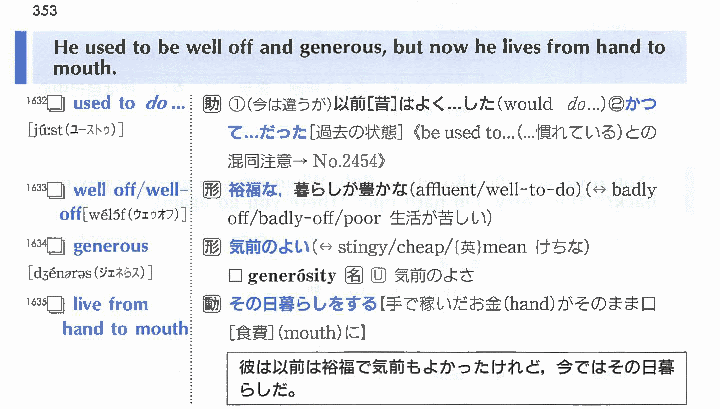 353
He used to be well off and generous, but now he lives from hand to
mouth.
1632□ used to do … 助 ①(今は違うが)以前[昔]はよく…した(would do…)②かつ
[júːst(ユーストゥ)] て…だった[過去の状態]《be used to…(…慣れている)との
混同注意→ No.2454》
1633□ well off/well- 形 裕福な，暮らしが豊かな(affluent/well-to-do)(↔ badly
off[wélɔ́f(ウェゥオフ)] off/badly-off/poor 生活が苦しい)
1634□ generous 形 気前のよい(↔ stingy/cheap/{英}mean けちな)
[dʒénərəs(ジェネらス)] □ generósity 名 Ⓤ 気前のよさ
1635□ live from 動 その日暮らしをする[手で稼いだお金(hand)がそのまま口
hand to mouth [食費](mouth)に]
彼は以前は裕福で気前もよかったけれど，今ではその日暮
らしだ。